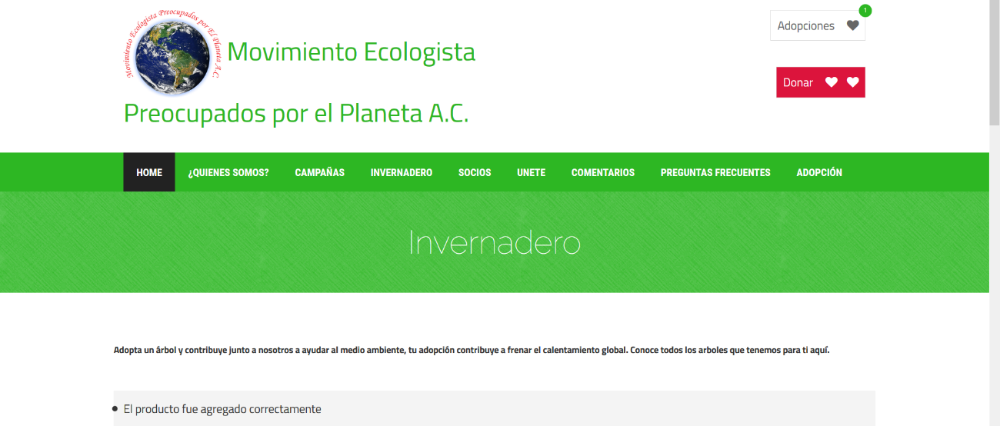 Movimiento Ecologista Preocupados por El Planeta A.C.
Movimiento Ecologista
Preocupados por el Planeta A.C.
Adopciones
1
Donar
HOME ¿QUIENES SOMOS? CAMPAÑAS INVERNADERO SOCIOS UNETE COMENTARIOS PREGUNTAS FRECUENTES ADOPCIÓN
Invernadero
Adopta un árbol y contribuye junto a nosotros a ayudar al medio ambiente, tu adopción contribuye a frenar el calentamiento global. Conoce todos los arboles que tenemos para ti aquí.
El producto fue agregado correctamente